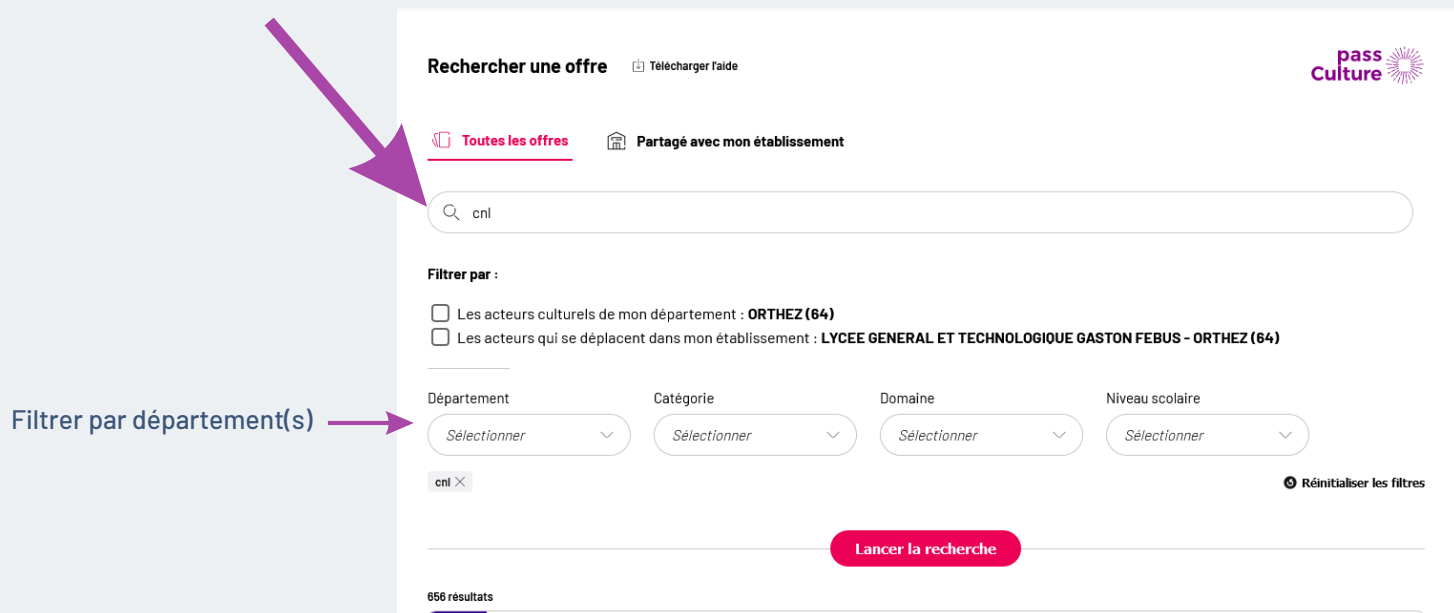 Rechercher une offre
Télécharger l'aide
pass
Culture
Toutes les offres
Partagé avec mon établissement
cnl
Filtrer par :
Les acteurs culturels de mon département : ORTHEZ (64)
Les acteurs qui se déplacent dans mon établissement : LYCEE GENERAL ET TECHNOLOGIQUE GASTON FEBUS - ORTHEZ (64)
Filtrer par département(s)
Département
Catégorie
Domaine
Niveau scolaire
Sélectionner
Sélectionner
Sélectionner
Sélectionner
cnl
Réinitialiser les filtres
Lancer la recherche
656 résultats